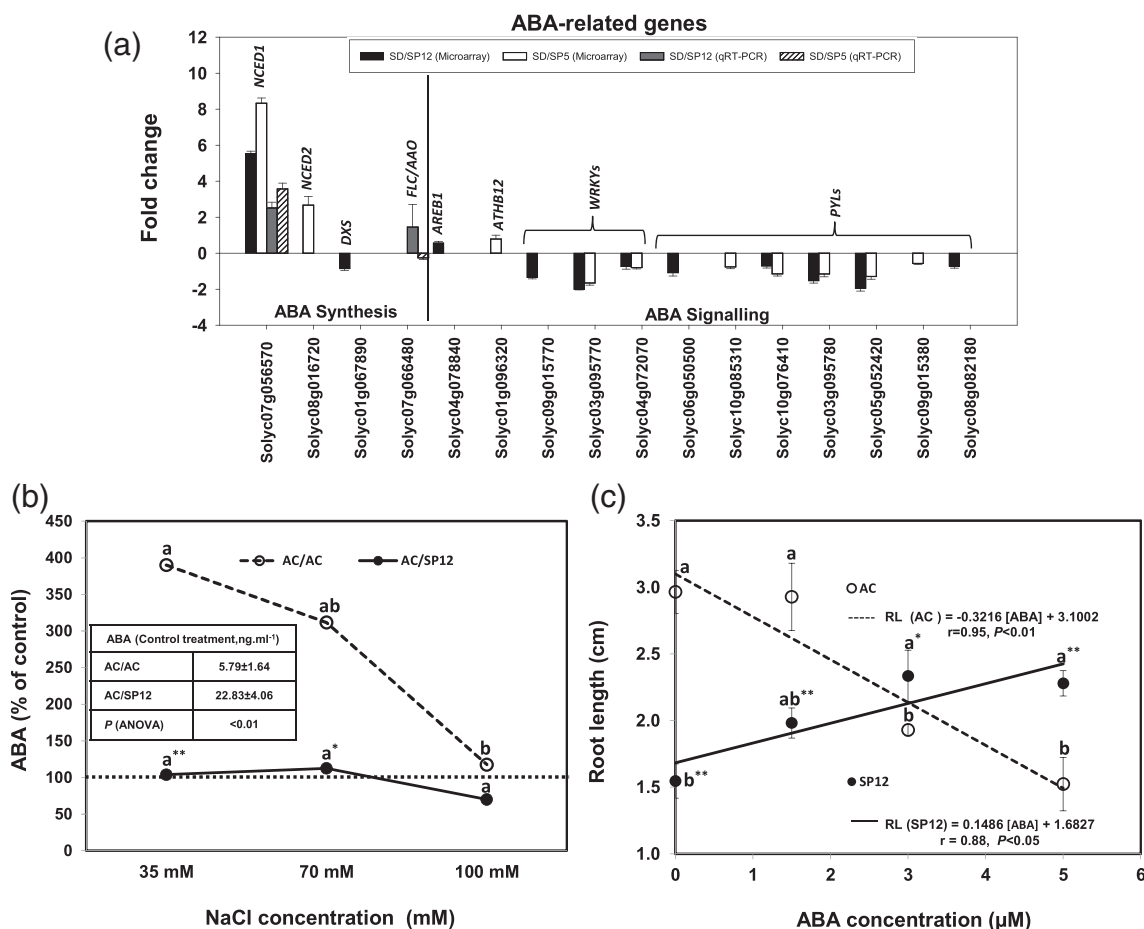 (a)
ABA-related genes
SD/SP12 (Microarray) SD/SP5 (Microarray) SD/SP12 (qRT-PCR) SD/SP5 (qRT-PCR)
Fold change
12
10
8
6
4
2
0
-2
-4
NCED1
NCED2
DXS
FLC/AAO
AREB1
ATHB12
WRKYs
PYLs
ABA Synthesis
ABA Signalling
Solyc07g056570
Solyc08g016720
Solyc01g067890
Solyc07g066480
Solyc04g078840
Solyc01g096320
Solyc09g015770
Solyc03g095770
Solyc04g072070
Solyc06g050500
Solyc10g085310
Solyc10g076410
Solyc03g095780
Solyc05g052420
Solyc09g015380
Solyc08g082180
(b)
ABA (% of control)
450
400
350
300
250
200
150
100
50
0
AC/AC AC/SP12
a
ab
b
a**
a*
a
ABA (Control treatment,ng.ml-1)
AC/AC 5.79±1.64
AC/SP12 22.83±4.06
P (ANOVA) <0.01
35 mM 70 mM 100 mM
NaCl concentration (mM)
(c)
Root length (cm)
3.5
3.0
2.5
2.0
1.5
1.0
a
a
b
b
b**
ab**
a*
a**
AC
RL (AC) = -0.3216 [ABA] + 3.1002
r=0.95, P<0.01
SP12
RL (SP12) = 0.1486 [ABA] + 1.6827
r = 0.88, P<0.05
0 1 2 3 4 5 6
ABA concentration (µM)